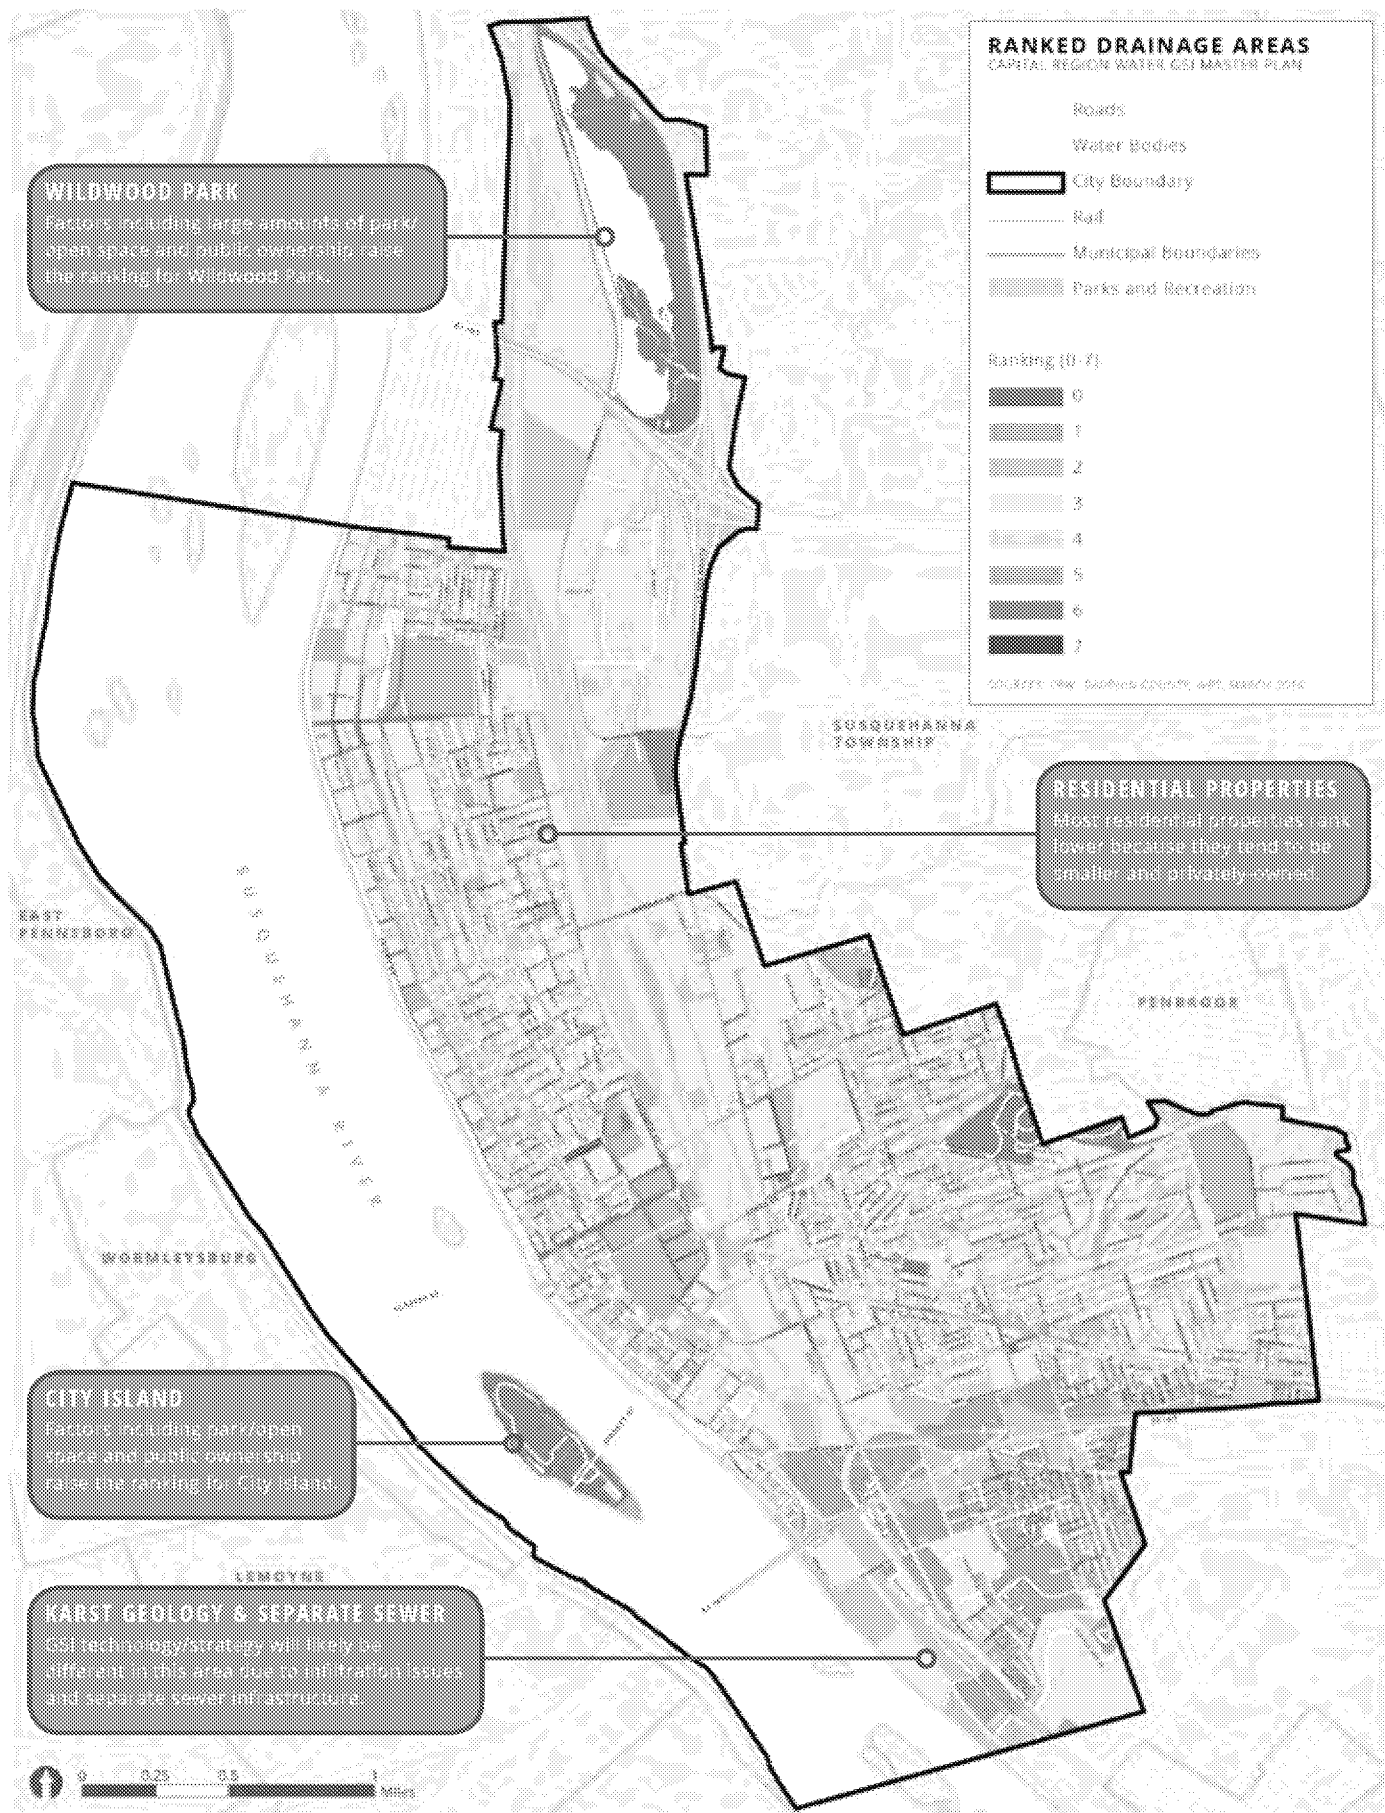 RANKED DRAINAGE AREAS
CAPITAL REGION WATER GSI MASTER PLAN
Roads
Water Bodies
City Boundary
Rail
Municipal Boundaries
Parks and Recreation
Ranking (0-7)
0
1
2
3
4
5
6
7
WILDWOOD PARK
Factors including large amounts of park/
open space and public ownership raise
the ranking for Wildwood Park.
SUSQUEHANNA
TOWNSHIP
RESIDENTIAL PROPERTIES
Most residential properties rank
lower because they tend to be
smaller and privately owned
EAST
PENNSBORO
SUSQUEHANNA RIVER
PENBROOK
WORMLEYSBURG
CITY ISLAND
Factors including park/open
space and public ownership
raise the ranking for City Island
LEMOYNE
KARST GEOLOGY & SEPARATE SEWER
GSI technology/strategy will likely be
different in this area due to infiltration issues
and separate sewer infrastructure
0 0.25 0.5 1
Miles